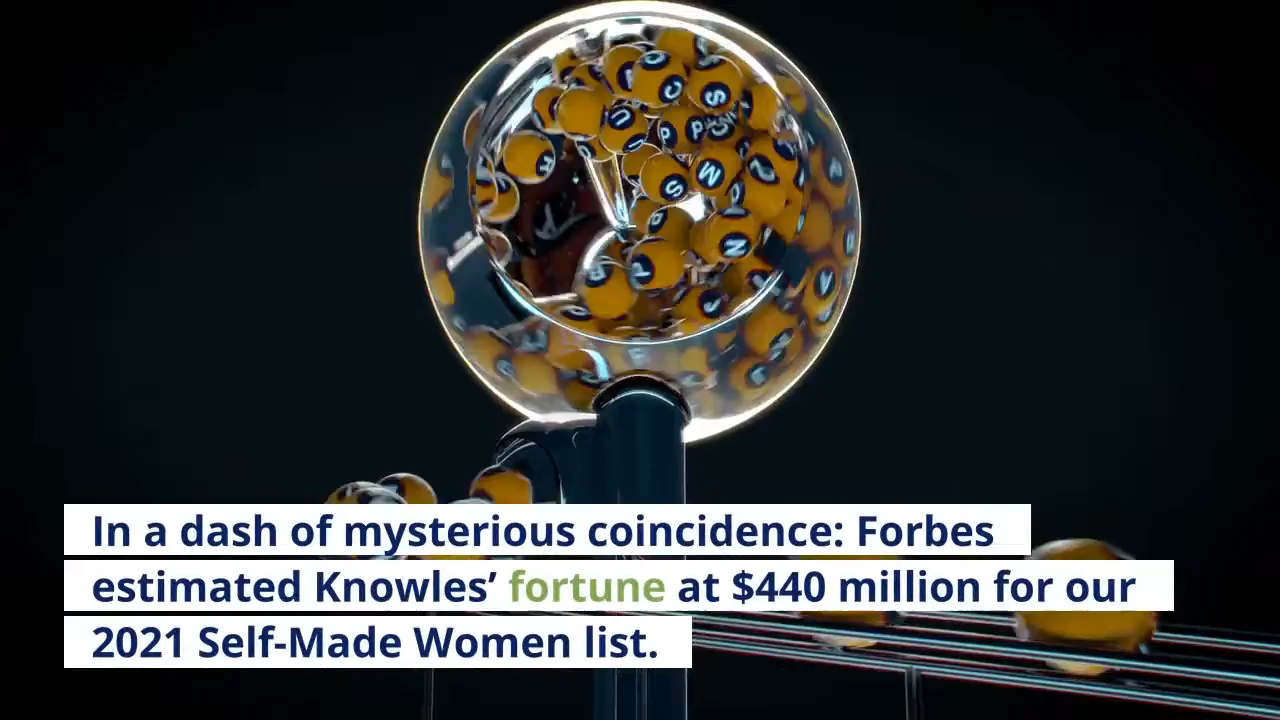 In a dash of mysterious coincidence: Forbes
estimated Knowles’ fortune at $440 million for our
2021 Self-Made Women list.